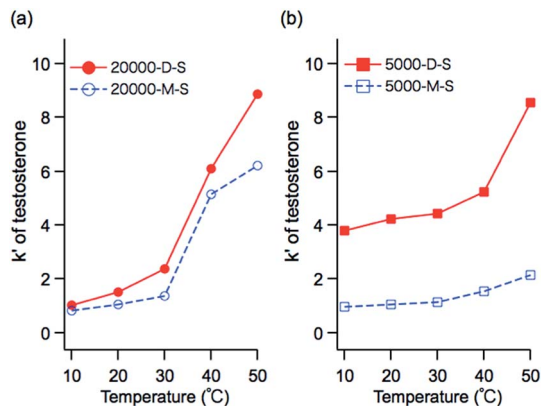 (a)
20000-D-S
20000-M-S
k' of testosterone
10
8
6
4
2
0
10 20 30 40 50
Temperature (°C)
(b)
5000-D-S
5000-M-S
k' of testosterone
10
8
6
4
2
0
10 20 30 40 50
Temperature (°C)